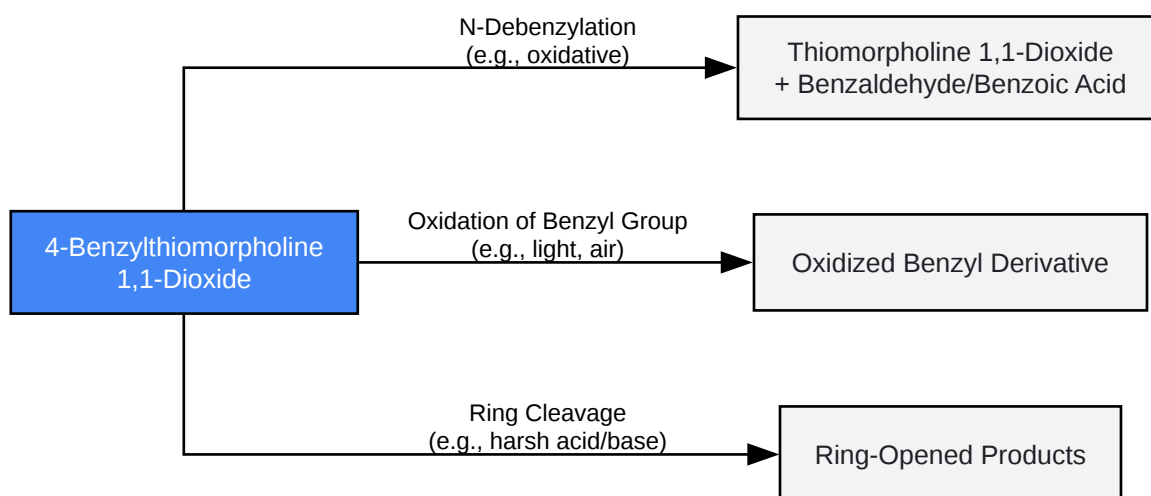 N-Debenzylation
(e.g., oxidative)
Thiomorpholine 1,1-Dioxide
+ Benzaldehyde/Benzoic Acid
4-Benzylthiomorpholine
1,1-Dioxide
Oxidation of Benzyl Group
(e.g., light, air)
Oxidized Benzyl Derivative
Ring Cleavage
(e.g., harsh acid/base)
Ring-Opened Products